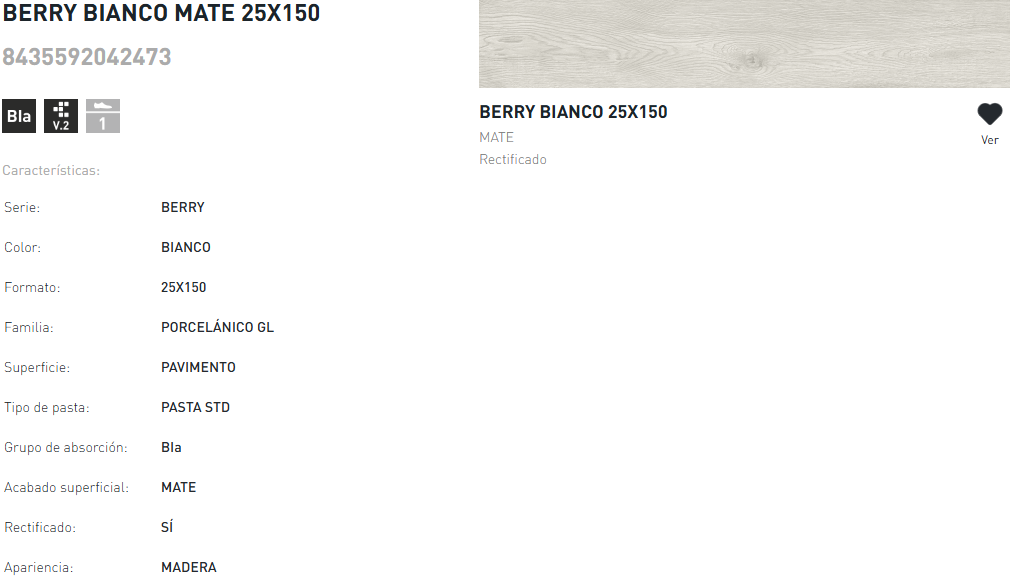 BERRY BIANCO MATE 25X150
8435592042473
BIa
V.2
1
Características:
Serie: BERRY
Color: BIANCO
Formato: 25X150
Familia: PORCELÁNICO GL
Superficie: PAVIMENTO
Tipo de pasta: PASTA STD
Grupo de absorción: BIa
Acabado superficial: MATE
Rectificado: SÍ
Apariencia: MADERA
BERRY BIANCO 25X150
MATE
Rectificado
Ver